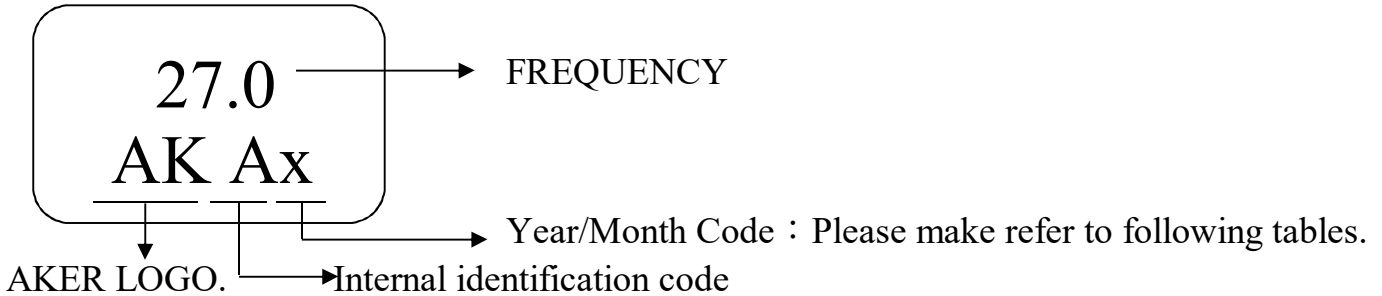 27.0 FREQUENCY
AK Ax
Year/Month Code：Please make refer to following tables.
AKER LOGO. Internal identification code